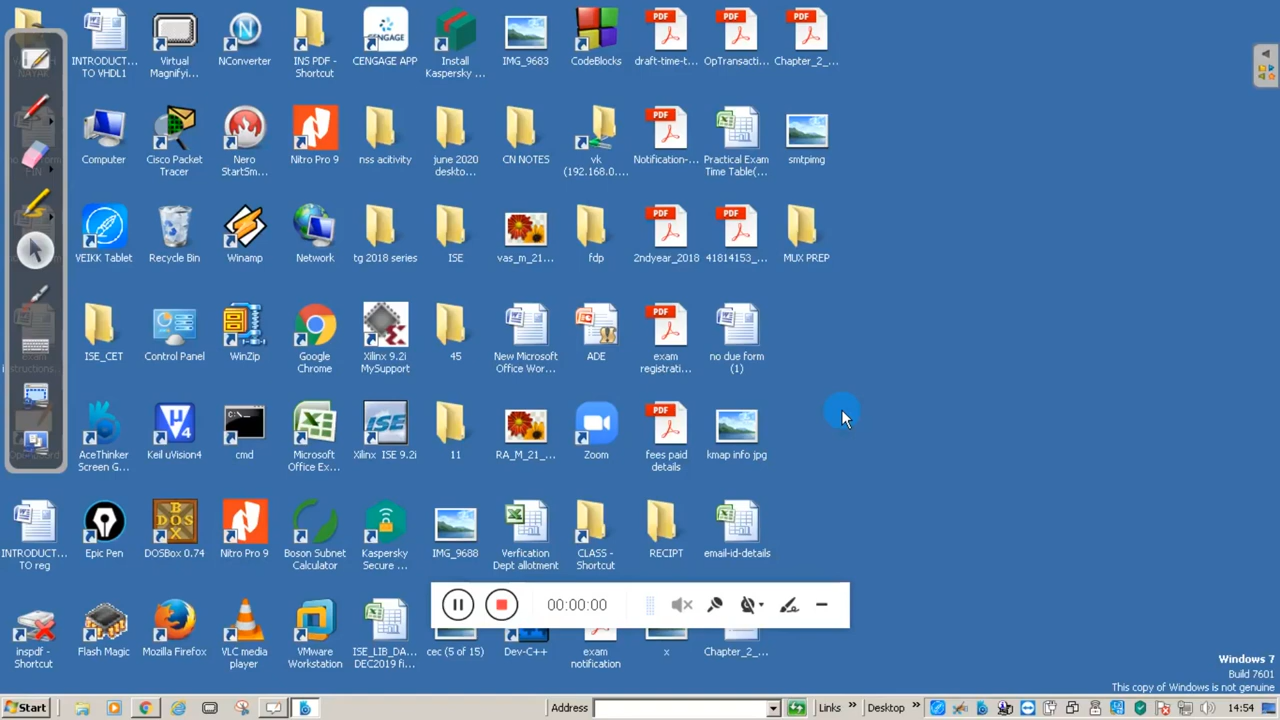 INTRODUCT...
TO VHDL1
Virtual
Magnifyi...
NConverter
INS PDF -
Shortcut
CENGAGE
CENGAGE APP
Install
Kaspersky ...
IMG_9683
CodeBlocks
PDF
draft-time-t...
PDF
OpTransacti...
PDF
Chapter_2_...
Computer
Cisco Packet
Tracer
Nero
StartSm...
Nitro Pro 9
nss acitivity
june 2020
deskto...
CN NOTES
vk
(192.168.0....
PDF
Notification-...
Practical Exam
Time Table(...
smtpimg
VEIKK Tablet
Recycle Bin
Winamp
Network
tg 2018 series
ISE
vas_m_21...
fdp
PDF
2ndyear_2018
PDF
41814153_...
MUX PREP
ISE_CET
Control Panel
WinZip
Google
Chrome
Xilinx 9.2i
MySupport
45
New Microsoft
Office Wor...
ADE
PDF
exam
registrati...
no due form
(1)
AceThinker
Screen G...
Keil uVision4
C:\_
cmd
Microsoft
Office Ex...
ISE
Xilinx ISE 9.2i
11
RA_M_21_...
Zoom
PDF
fees paid
details
kmap info jpg
INTRODUCT...
TO reg
Epic Pen
BOX
DOS
DOSBox 0.74
Nitro Pro 9
Boson Subnet
Calculator
Kaspersky
Secure ...
IMG_9688
Verfication
Dept allotment
CLASS -
Shortcut
RECIPT
email-id-details
00:00:00
inspdf -
Shortcut
Flash Magic
Mozilla Firefox
VLC media
player
VMware
Workstation
ISE_LIB_DA...
DEC2019 fi...
cec (5 of 15)
Dev-C++
exam
notification
x
Chapter_2_...
Windows 7
Build 7601
This copy of Windows is not genuine
Start
Address
Links »
Desktop »
14:54